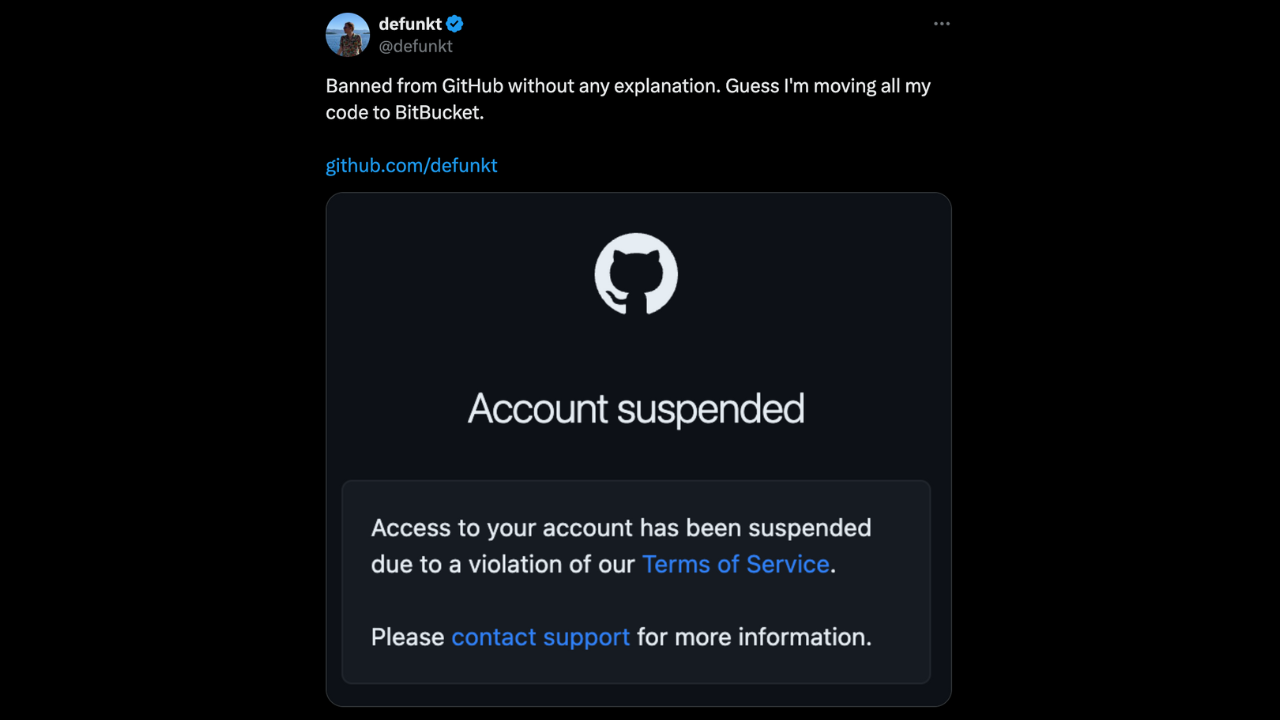 defunkt
@defunkt
Banned from GitHub without any explanation. Guess I'm moving all my
code to BitBucket.
github.com/defunkt
Account suspended
Access to your account has been suspended
due to a violation of our Terms of Service.
Please contact support for more information.